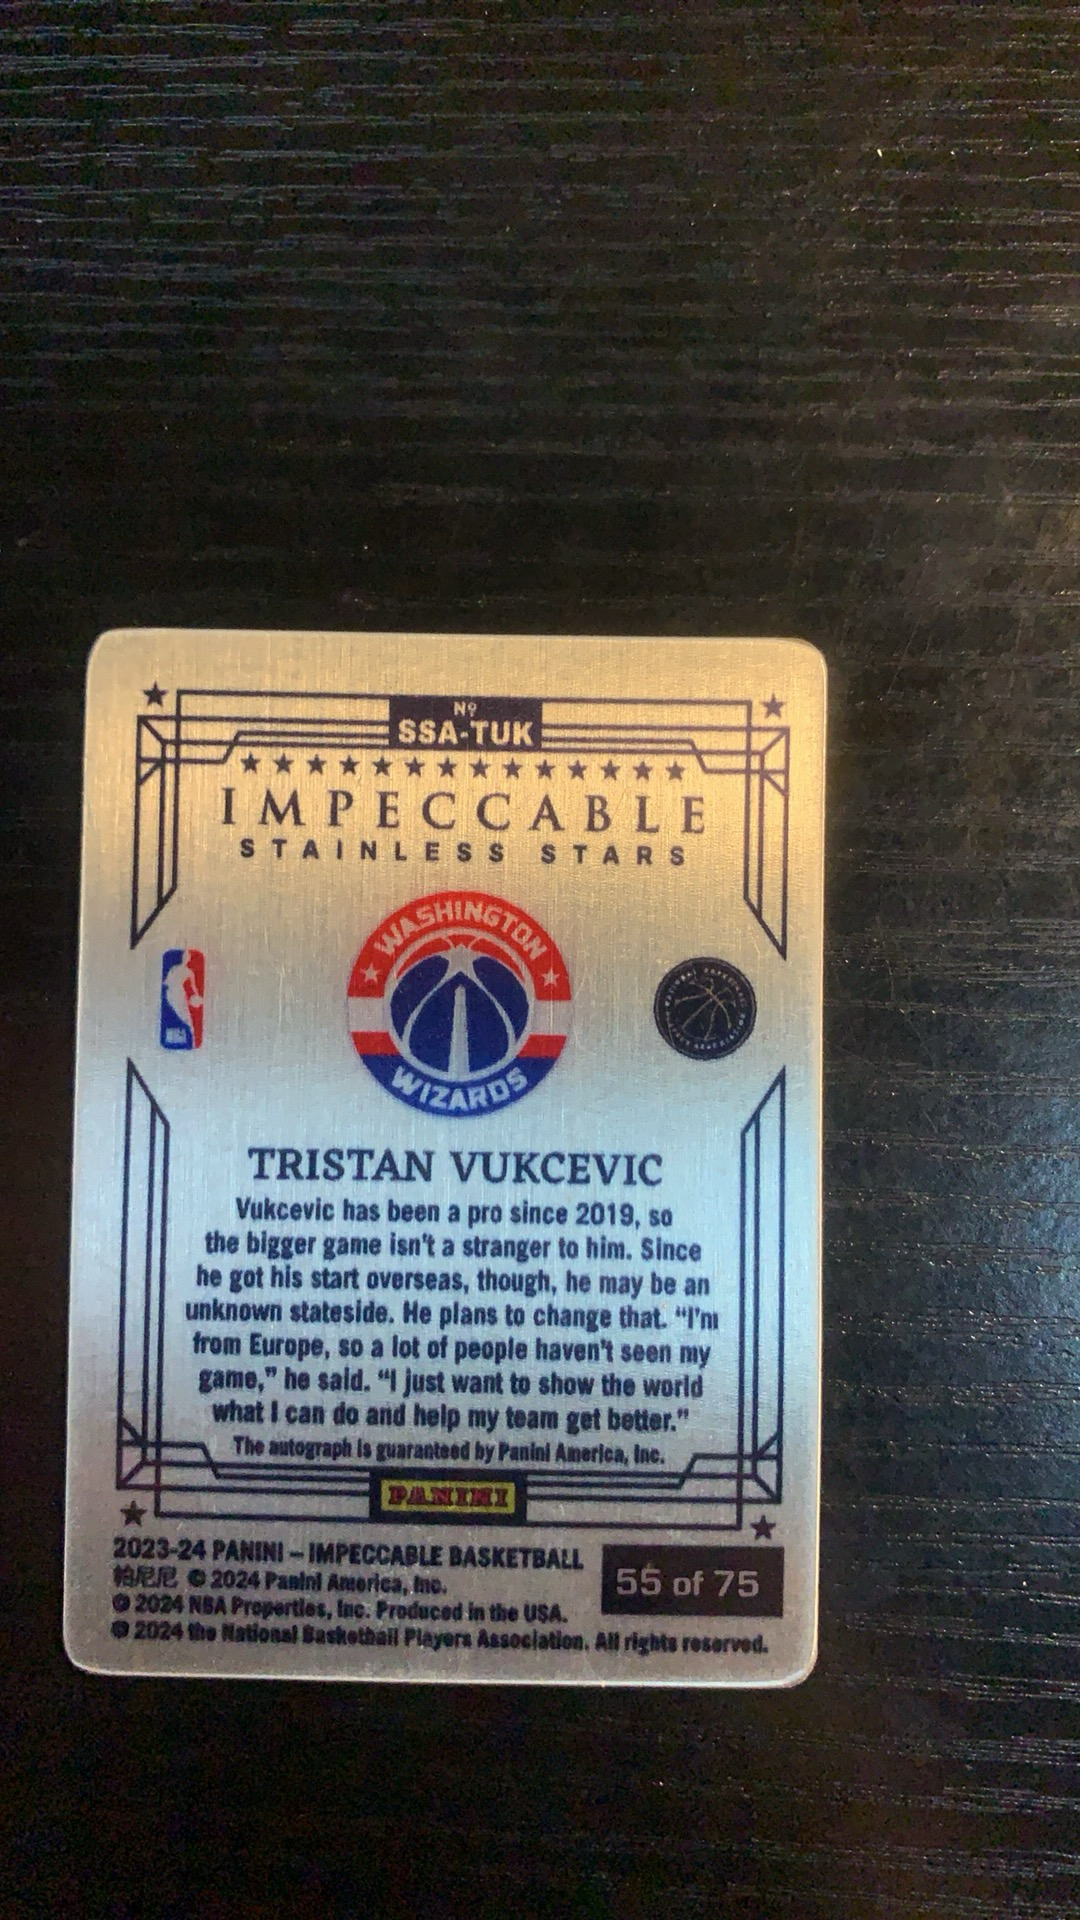 Nº
SSA-TUK
IMPECCABLE
STAINLESS STARS
WASHINGTON
WIZARDS
NBA
TRISTAN VUKCEVIC
Vukcevic has been a pro since 2019, so
the bigger game isn't a stranger to him. Since
he got his start overseas, though, he may be an
unknown stateside. He plans to change that. “I'm
from Europe, so a lot of people haven't seen my
game,” he said. “I just want to show the world
what I can do and help my team get better.”
The autograph is guaranteed by Panini America, Inc.
PANINI
2023-24 PANINI – IMPECCABLE BASKETBALL
帕尼尼 © 2024 Panini America, Inc.
© 2024 NBA Properties, Inc. Produced in the USA.
© 2024 the National Basketball Players Association. All rights reserved.
55 of 75